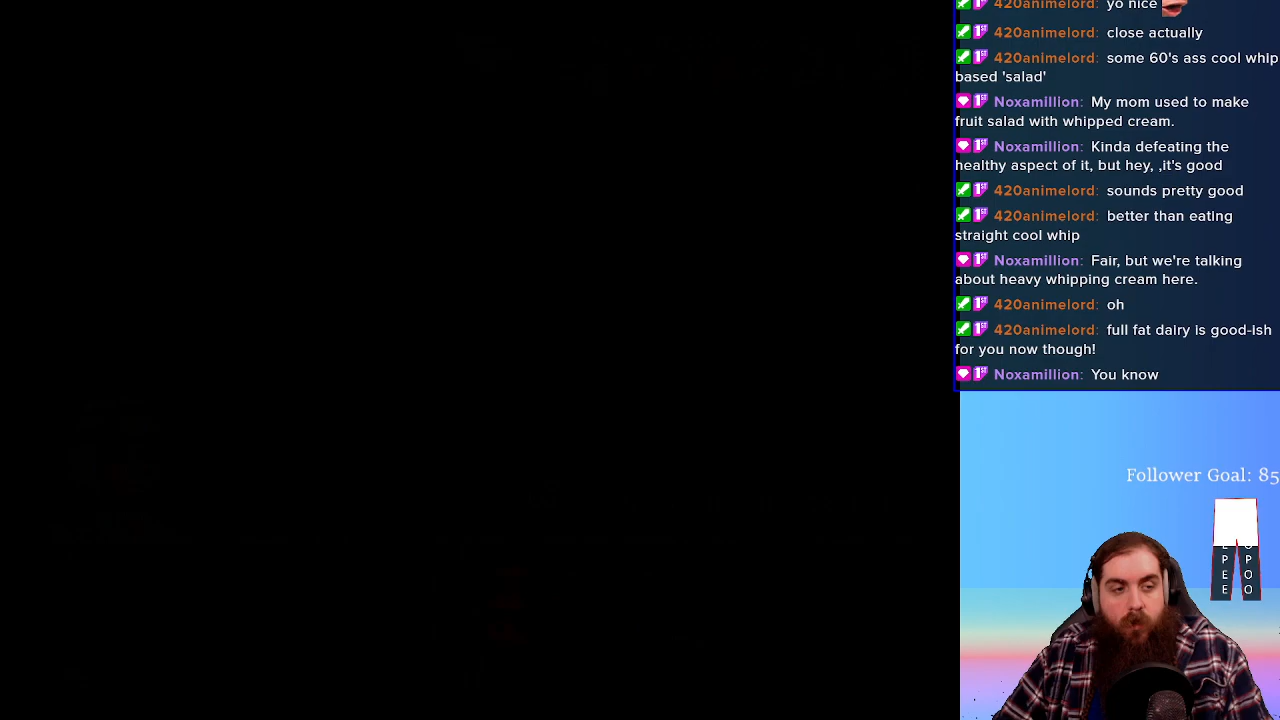 420animelord: yo nice
420animelord: close actually
420animelord: some 60's ass cool whip
based 'salad'
Noxamillion: My mom used to make
fruit salad with whipped cream.
Noxamillion: Kinda defeating the
healthy aspect of it, but hey, ,it's good
420animelord: sounds pretty good
420animelord: better than eating
straight cool whip
Noxamillion: Fair, but we're talking
about heavy whipping cream here.
420animelord: oh
420animelord: full fat dairy is good-ish
for you now though!
Noxamillion: You know
Follower Goal: 85
P P
E O
E O